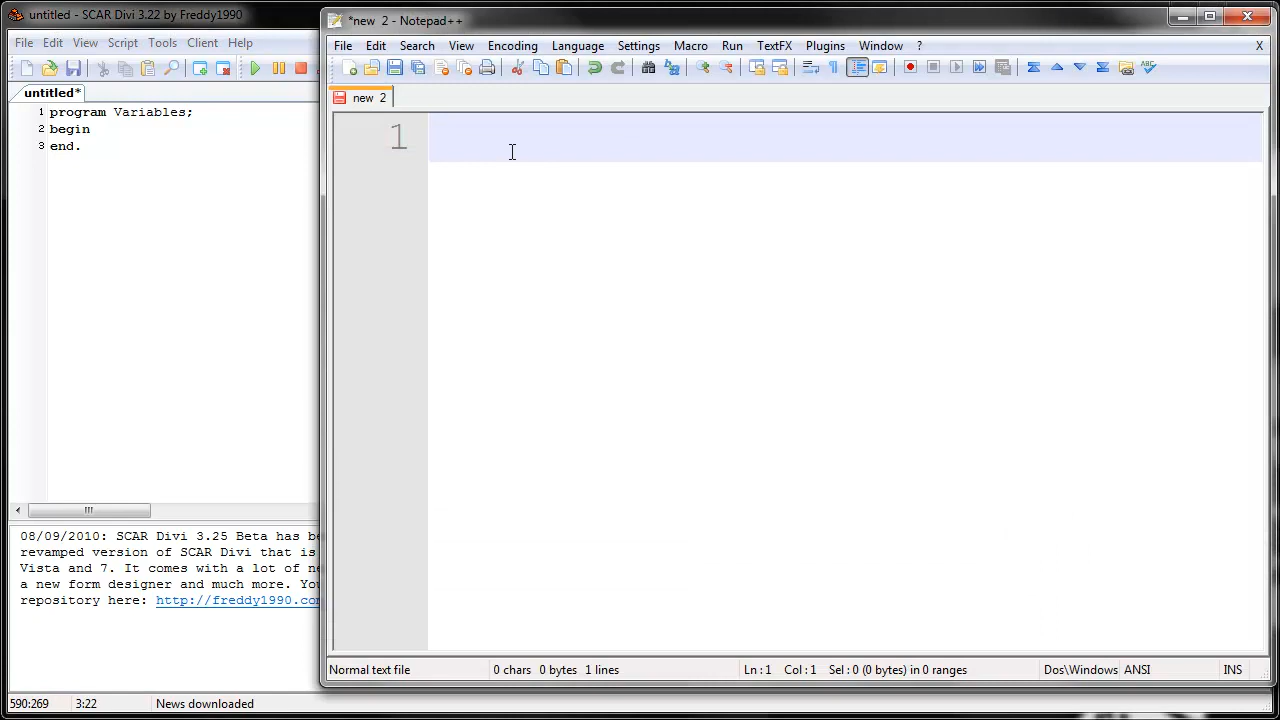 untitled - SCAR Divi 3.22 by Freddy1990
File Edit View Script Tools Client Help
untitled*
1 program Variables;
2 begin
3 end.
08/09/2010: SCAR Divi 3.25 Beta has
revamped version of SCAR Divi that is
Vista and 7. It comes with a lot of
a new form designer and much more.
repository here: http://freddy1990.co
590:269 3:22 News downloaded
*new 2 - Notepad++
File Edit Search View Encoding Language Settings Macro Run TextFX Plugins Window ? X
new 2
1
Normal text file 0 chars 0 bytes 1 lines Ln:1 Col:1 Sel:0 (0 bytes) in 0 ranges Dos\Windows ANSI INS